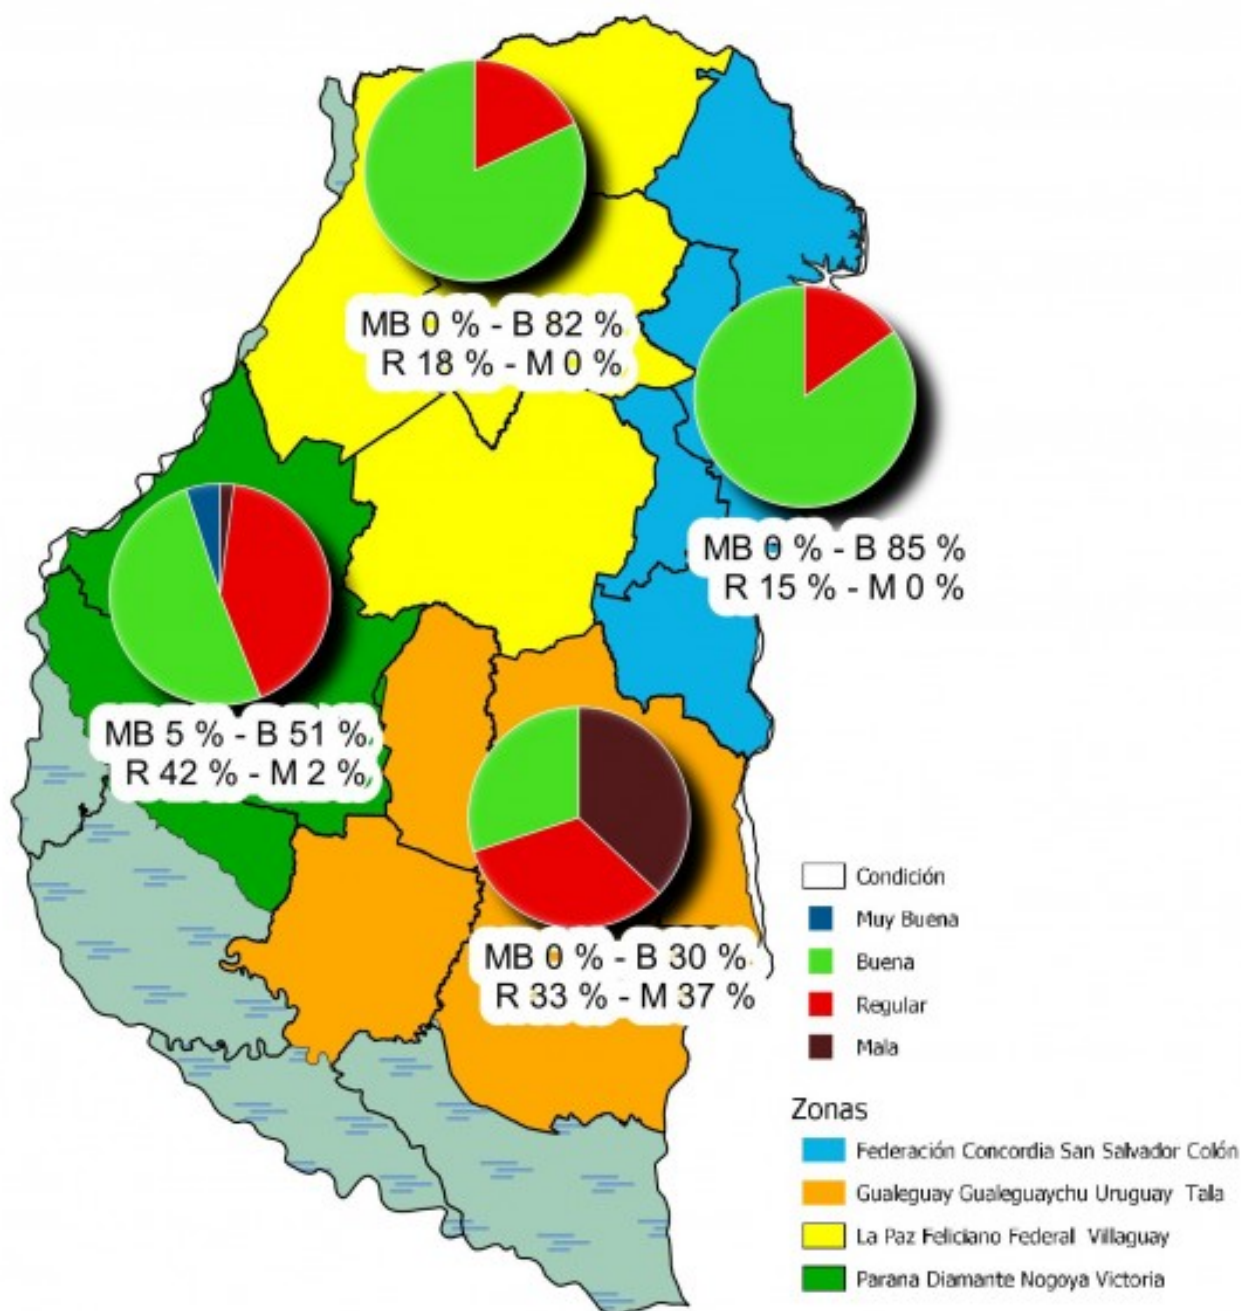 MB 0 % - B 82 %
R 18 % - M 0 %
MB 0 % - B 85 %
R 15 % - M 0 %
MB 5 % - B 51 %
R 42 % - M 2 %
MB 0 % - B 30 %
R 33 % - M 37 %
Condición
Muy Buena
Buena
Regular
Mala
Zonas
Federación Concordia San Salvador Colón
Gualeguay Gualeguaychu Uruguay Tala
La Paz Feliciano Federal Villaguay
Parana Diamante Nogoya Victoria